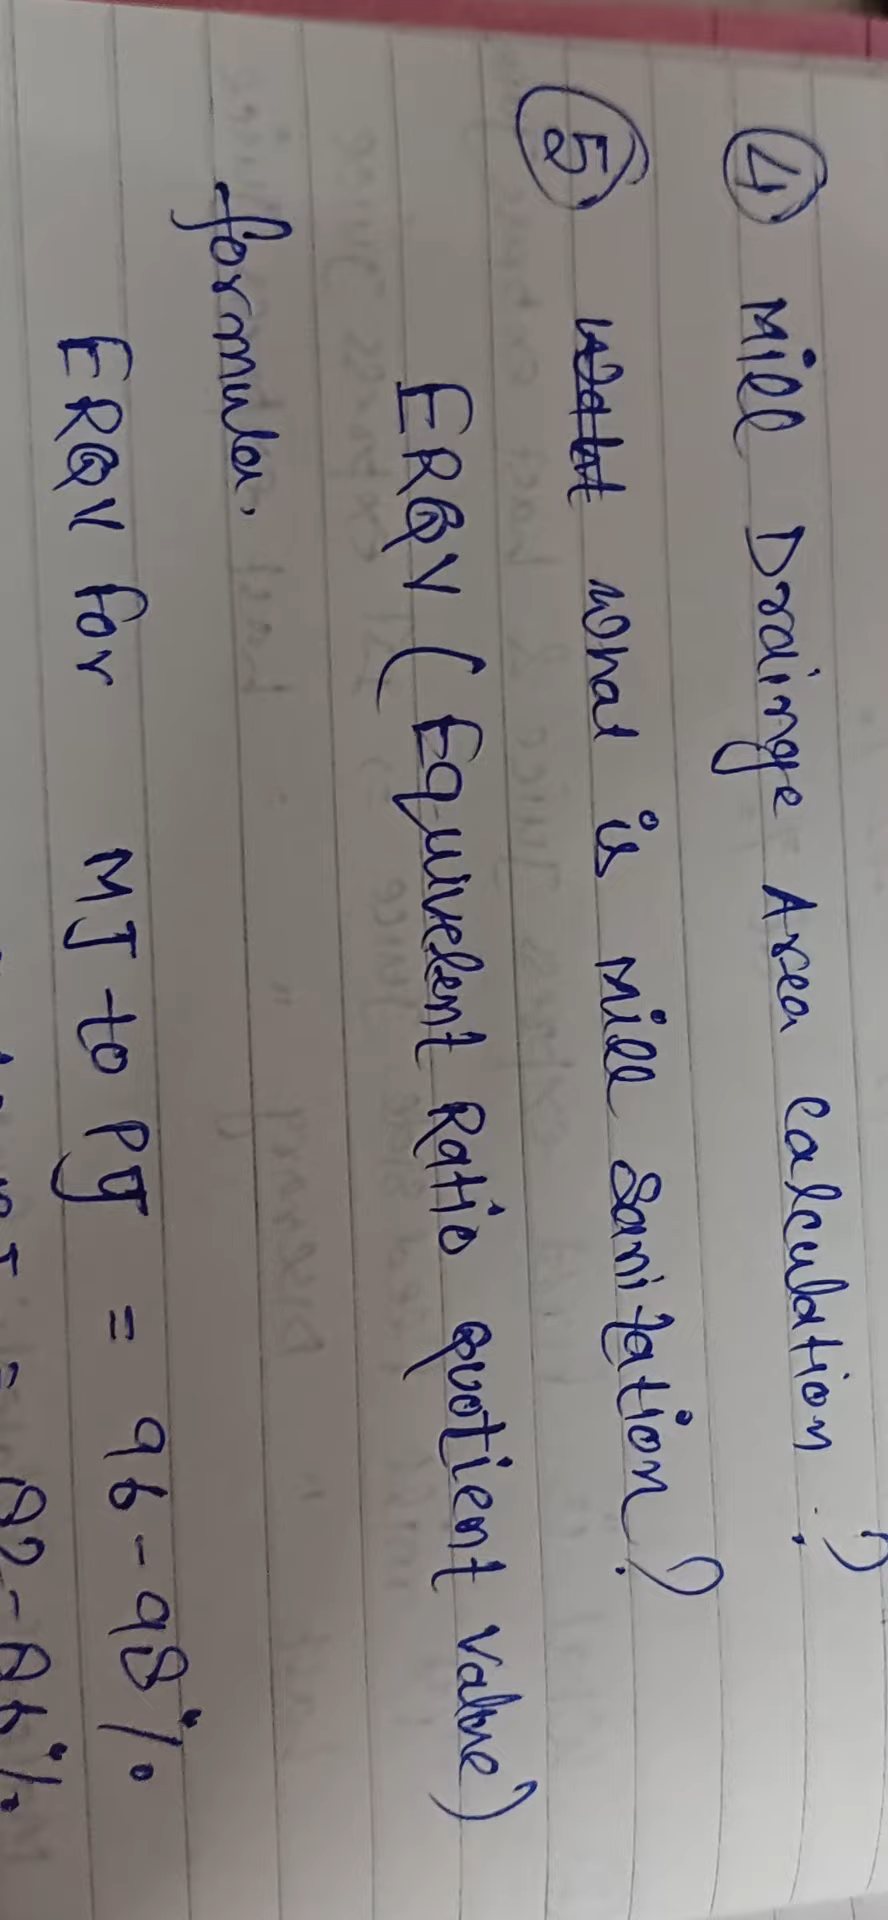 ④ Mill Drainge Area Calculation ?
⑤ what is mill Sanitation ?
ERQV ( Equivelent Ratio quotient Value )
formula.
ERQV for MJ to PJ = 96-98%